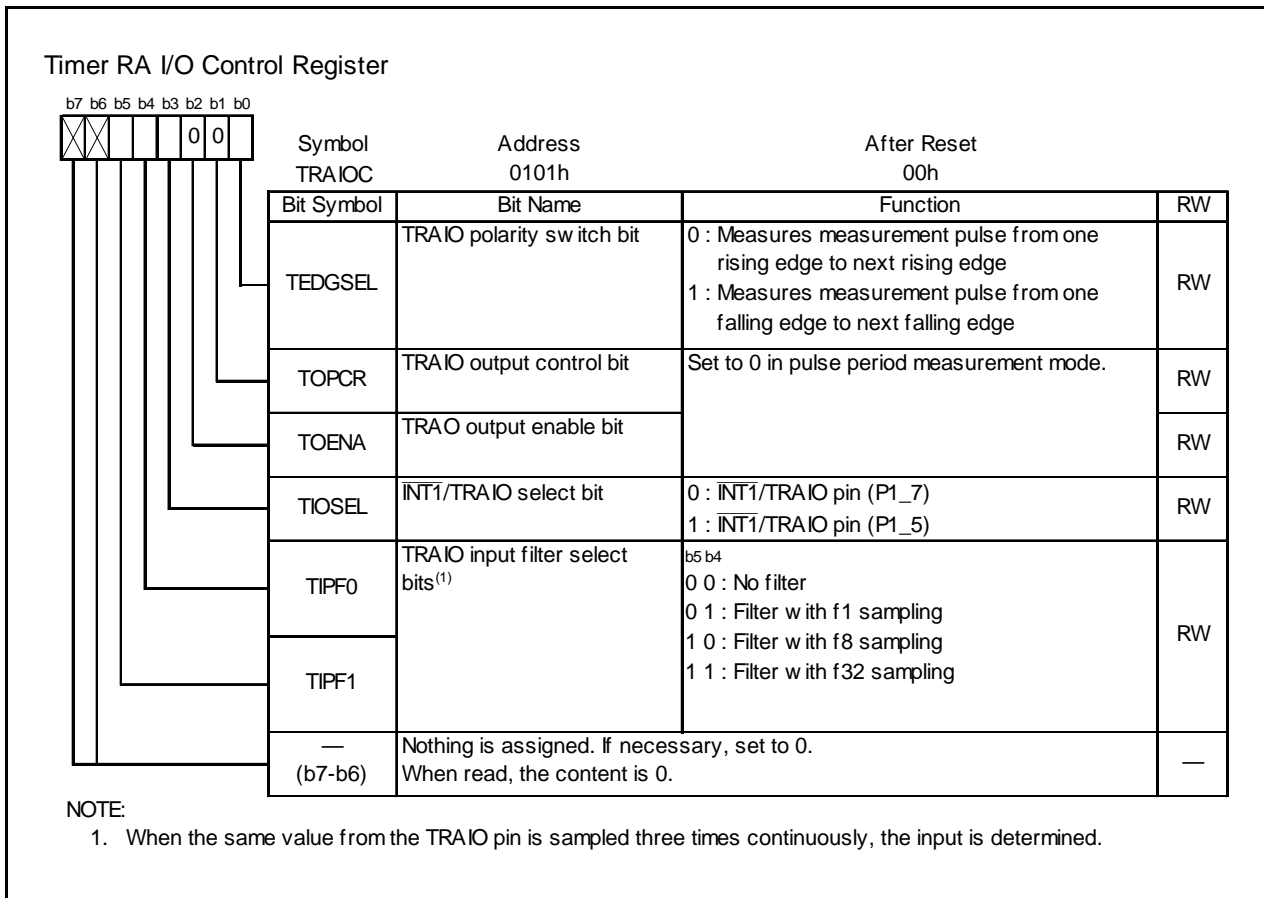 Timer RA I/O Control Register
b7 b6 b5 b4 b3 b2 b1 b0
0 0
Symbol Address After Reset
TRAIOC 0101h 00h
Bit Symbol Bit Name Function RW
TEDGSEL
TRAIO polarity switch bit
0 : Measures measurement pulse from one
rising edge to next rising edge
1 : Measures measurement pulse from one
falling edge to next falling edge
RW
TOPCR
TRAIO output control bit
Set to 0 in pulse period measurement mode.
RW
TOENA
TRAO output enable bit
RW
TIOSEL
INT1/TRAIO select bit
0 : INT1/TRAIO pin (P1_7)
1 : INT1/TRAIO pin (P1_5)
RW
TIPF0
TRAIO input filter select
bits(1)
b5 b4
0 0 : No filter
0 1 : Filter with f1 sampling
1 0 : Filter with f8 sampling
1 1 : Filter with f32 sampling
RW
TIPF1
—
(b7-b6)
Nothing is assigned. If necessary, set to 0.
When read, the content is 0.
—
NOTE:
1. When the same value from the TRAIO pin is sampled three times continuously, the input is determined.